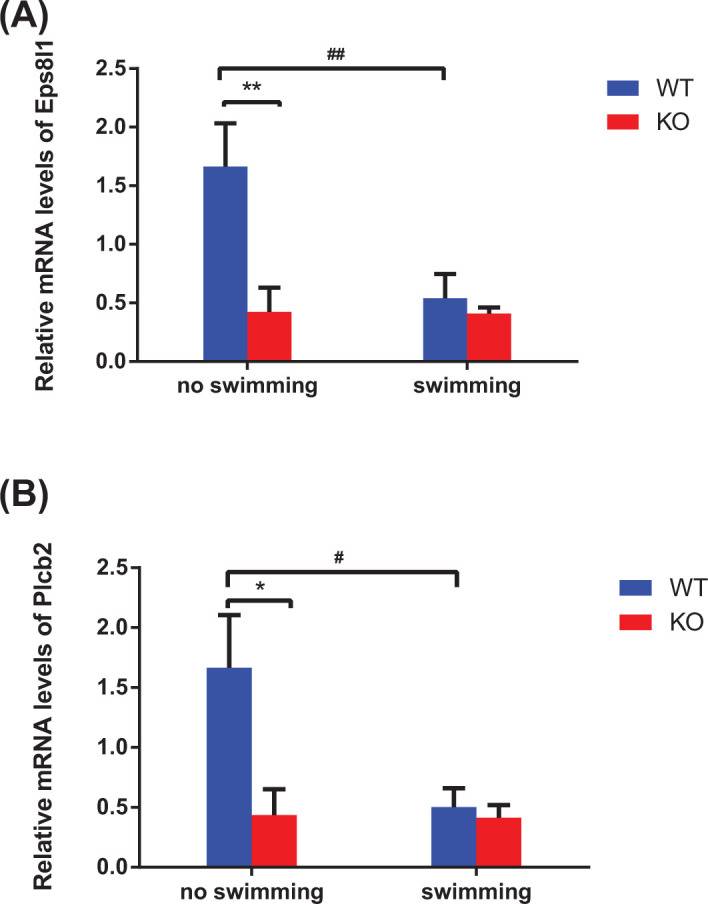 (A)
Relative mRNA levels of Eps8l1
2.5
2.0
1.5
1.0
0.5
0.0
##
**
no swimming
swimming
WT
KO
(B)
Relative mRNA levels of Plcb2
2.5
2.0
1.5
1.0
0.5
0.0
#
*
no swimming
swimming
WT
KO